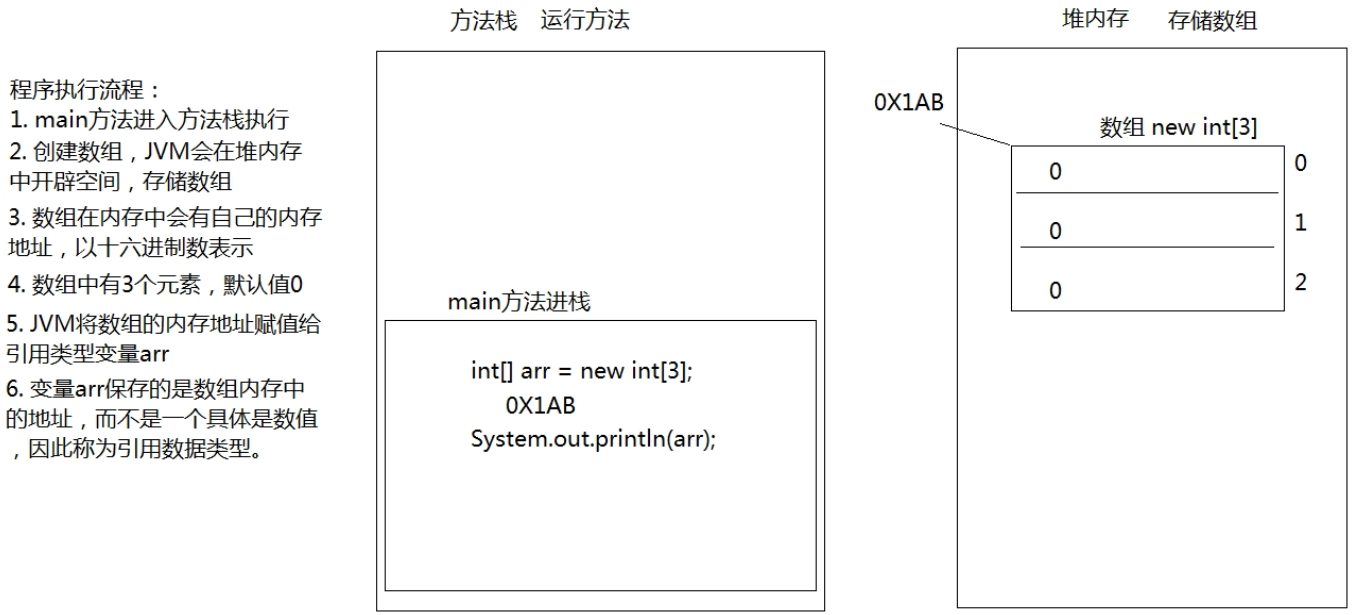 方法栈 运行方法
堆内存 存储数组
程序执行流程：
1. main方法进入方法栈执行
2. 创建数组，JVM会在堆内存
中开辟空间，存储数组
3. 数组在内存中会有自己的内存
地址，以十六进制数表示
4. 数组中有3个元素，默认值0
5. JVM将数组的内存地址赋值给
引用类型变量arr
6. 变量arr保存的是数组内存中
的地址，而不是一个具体是数值
，因此称为引用数据类型。
main方法进栈
int[] arr = new int[3];
0X1AB
System.out.println(arr);
0X1AB
数组 new int[3]
0 0
0 1
0 2